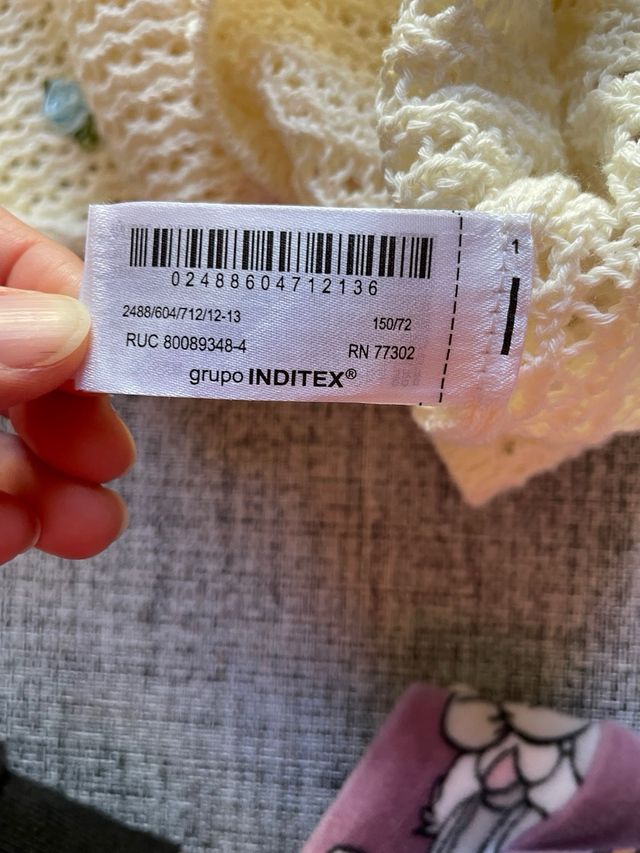 02488604712136
2488/604/712/12-13
150/72
RUC 80089348-4
RN 77302
grupo INDITEX®
1